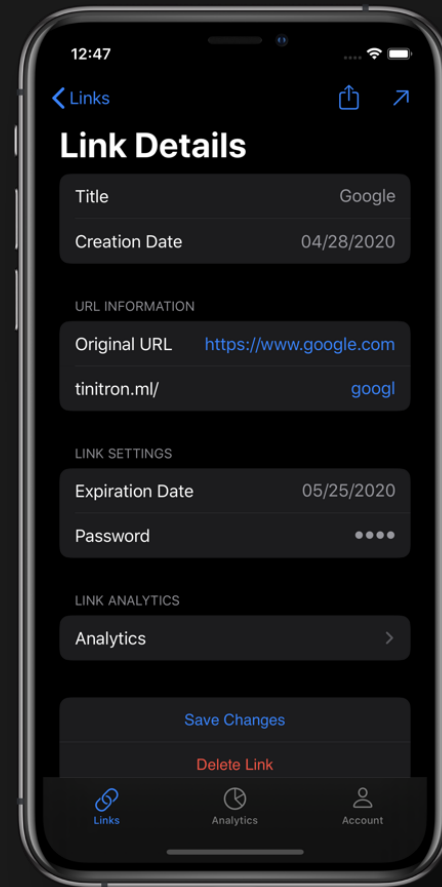 12:47
Links
Link Details
Title Google
Creation Date 04/28/2020
URL INFORMATION
Original URL https://www.google.com
tinitron.ml/ googl
LINK SETTINGS
Expiration Date 05/25/2020
Password ••••
LINK ANALYTICS
Analytics
Save Changes
Delete Link
Links Analytics Account